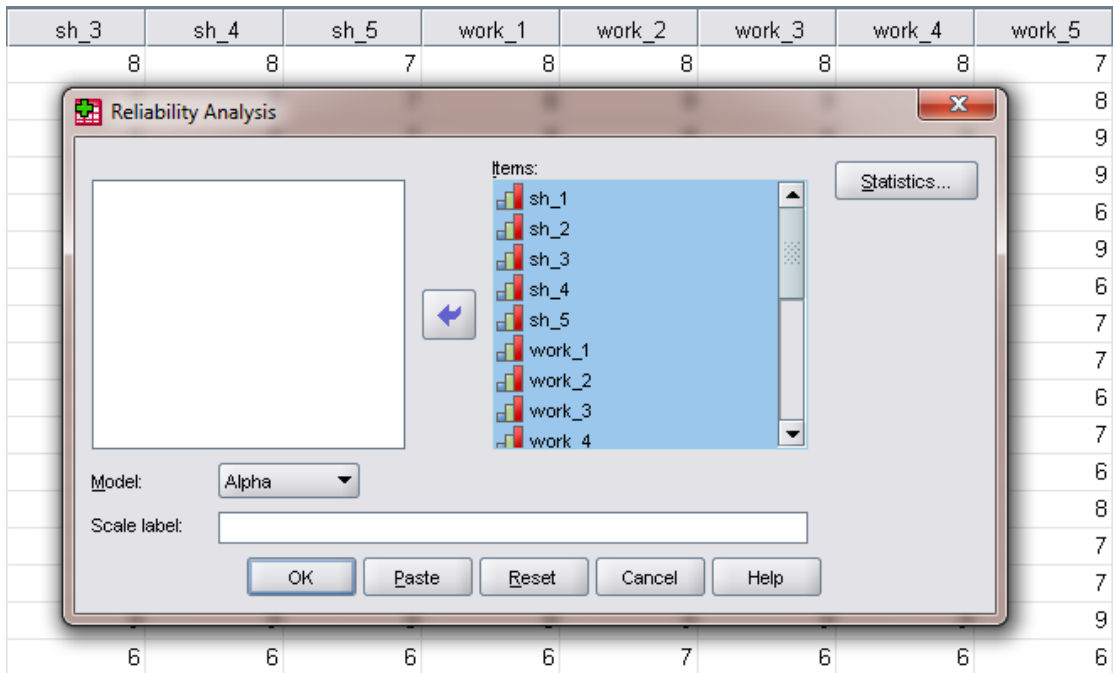 sh_3 sh_4 sh_5 work_1 work_2 work_3 work_4 work_5
8 8 7 8 8 8 8 7
8
Reliability Analysis
9
Items:
Statistics...
9
sh_1
6
sh_2
9
sh_3
6
sh_4
7
sh_5
7
work_1
6
work_2
7
work_3
work_4
6
Model: Alpha
8
Scale label:
7
OK Paste Reset Cancel Help
7
9
6 6 6 6 7 6 6 6